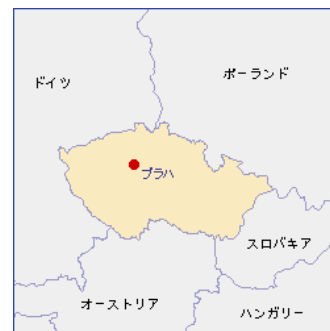 ポーランド
ドイツ
プラハ
スロバキア
オーストリア
ハンガリー